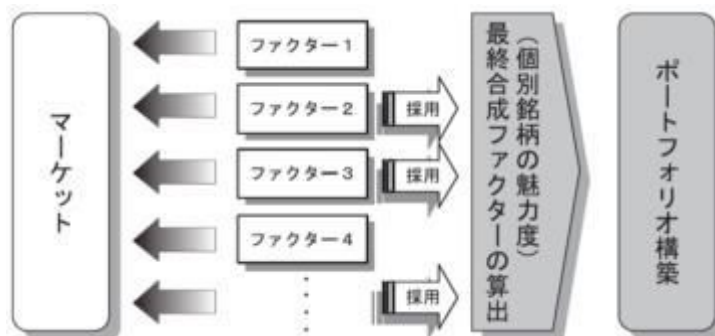 マーケット
ファクター1
ファクター2
ファクター3
ファクター4
採用
採用
採用
最終合成ファクターの算出
(個別銘柄の魅力度)
ポートフォリオ構築